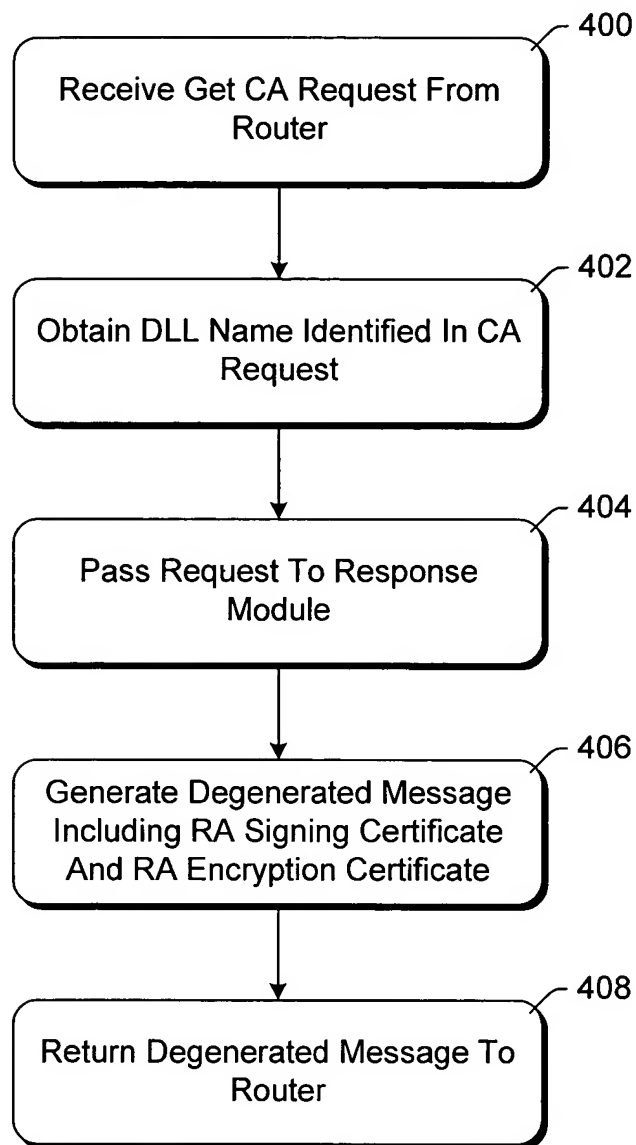 400
Receive Get CA Request From
Router
402
Obtain DLL Name Identified In CA
Request
404
Pass Request To Response
Module
406
Generate Degenerated Message
Including RA Signing Certificate
And RA Encryption Certificate
408
Return Degenerated Message To
Router